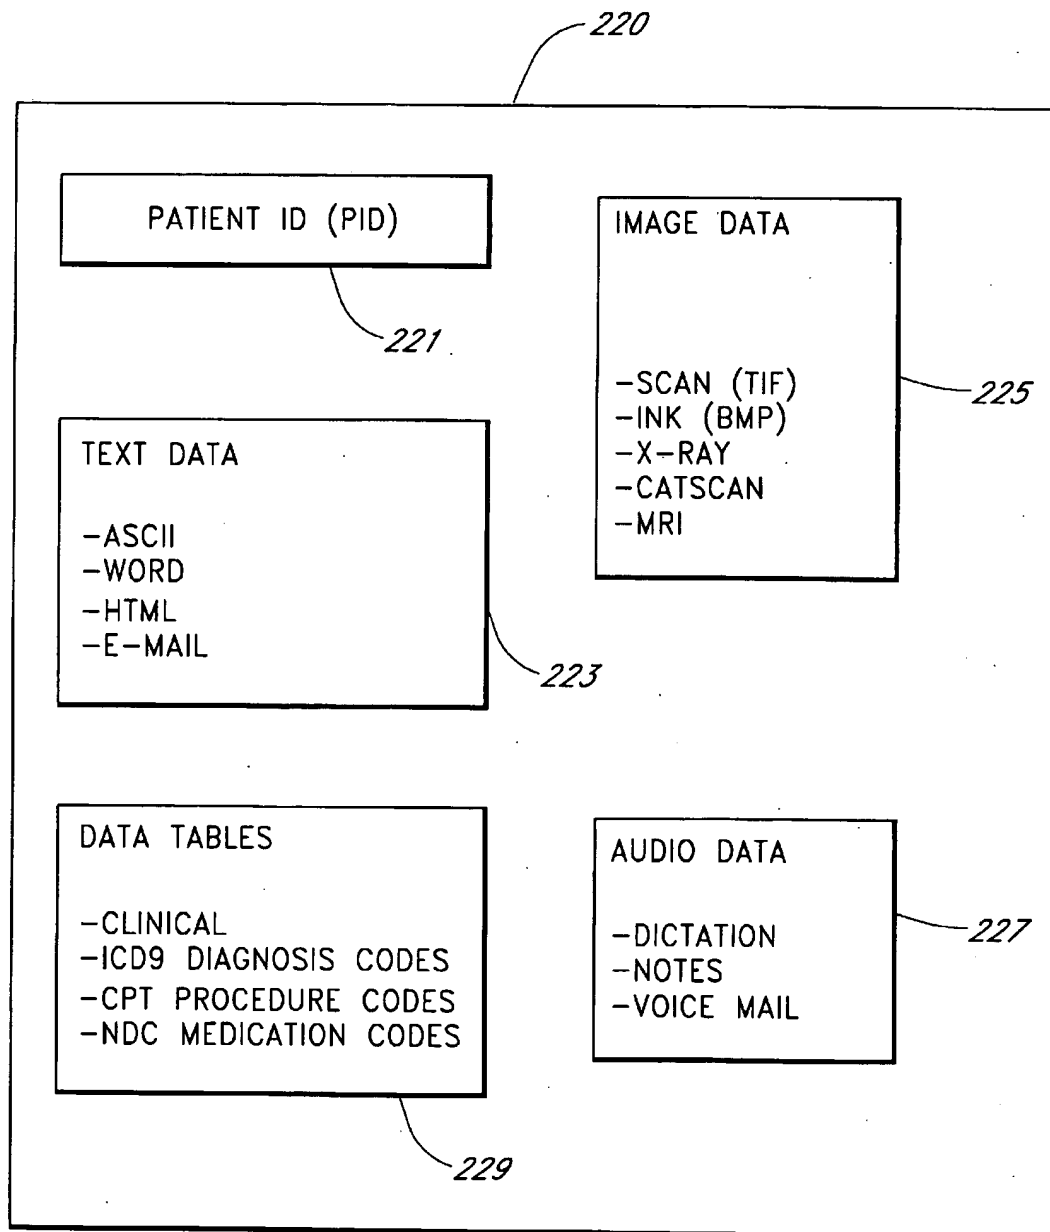 220
PATIENT ID (PID)
221
IMAGE DATA
-SCAN (TIF)
-INK (BMP)
-X-RAY
-CATSCAN
-MRI
225
TEXT DATA
-ASCII
-WORD
-HTML
-E-MAIL
223
DATA TABLES
-CLINICAL
-ICD9 DIAGNOSIS CODES
-CPT PROCEDURE CODES
-NDC MEDICATION CODES
229
AUDIO DATA
-DICTATION
-NOTES
-VOICE MAIL
227